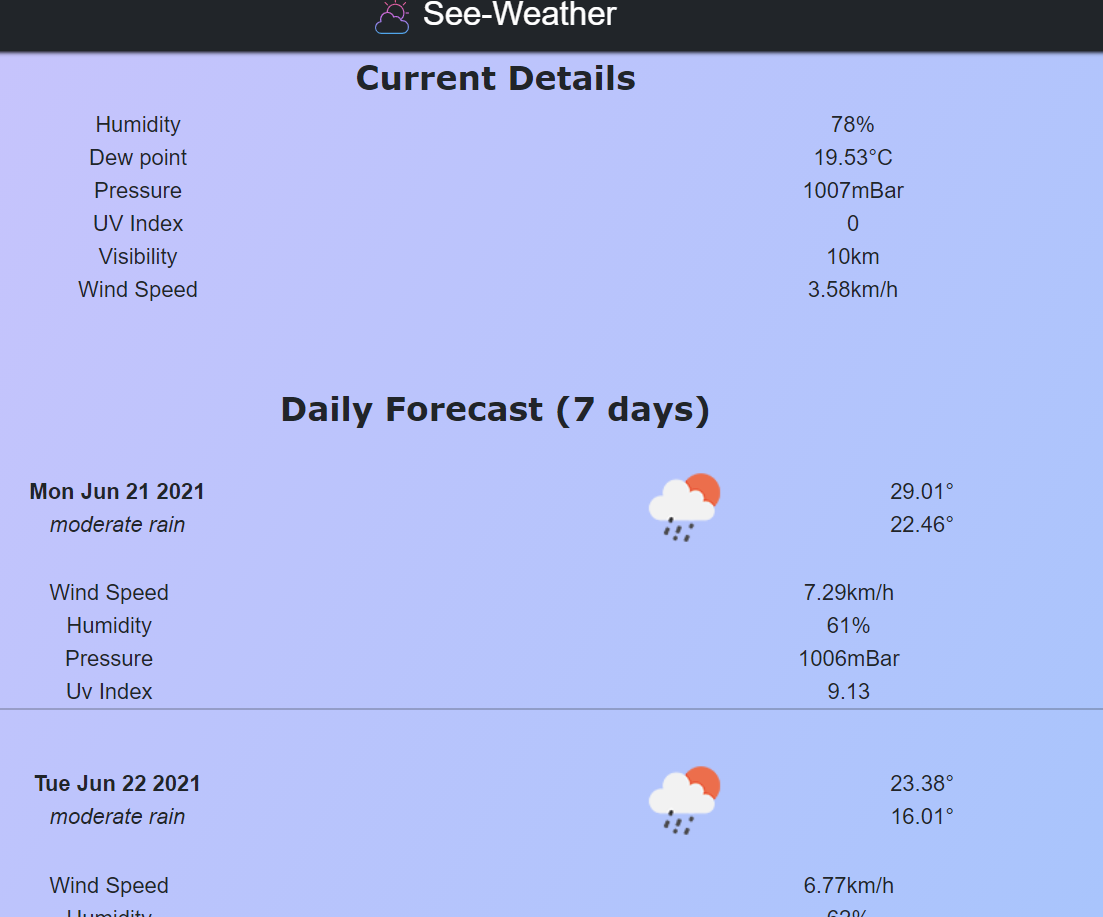 See-Weather
Current Details
Humidity 78%
Dew point 19.53°C
Pressure 1007mBar
UV Index 0
Visibility 10km
Wind Speed 3.58km/h
Daily Forecast (7 days)
Mon Jun 21 2021 29.01°
moderate rain 22.46°
Wind Speed 7.29km/h
Humidity 61%
Pressure 1006mBar
Uv Index 9.13
Tue Jun 22 2021 23.38°
moderate rain 16.01°
Wind Speed 6.77km/h
Humidity